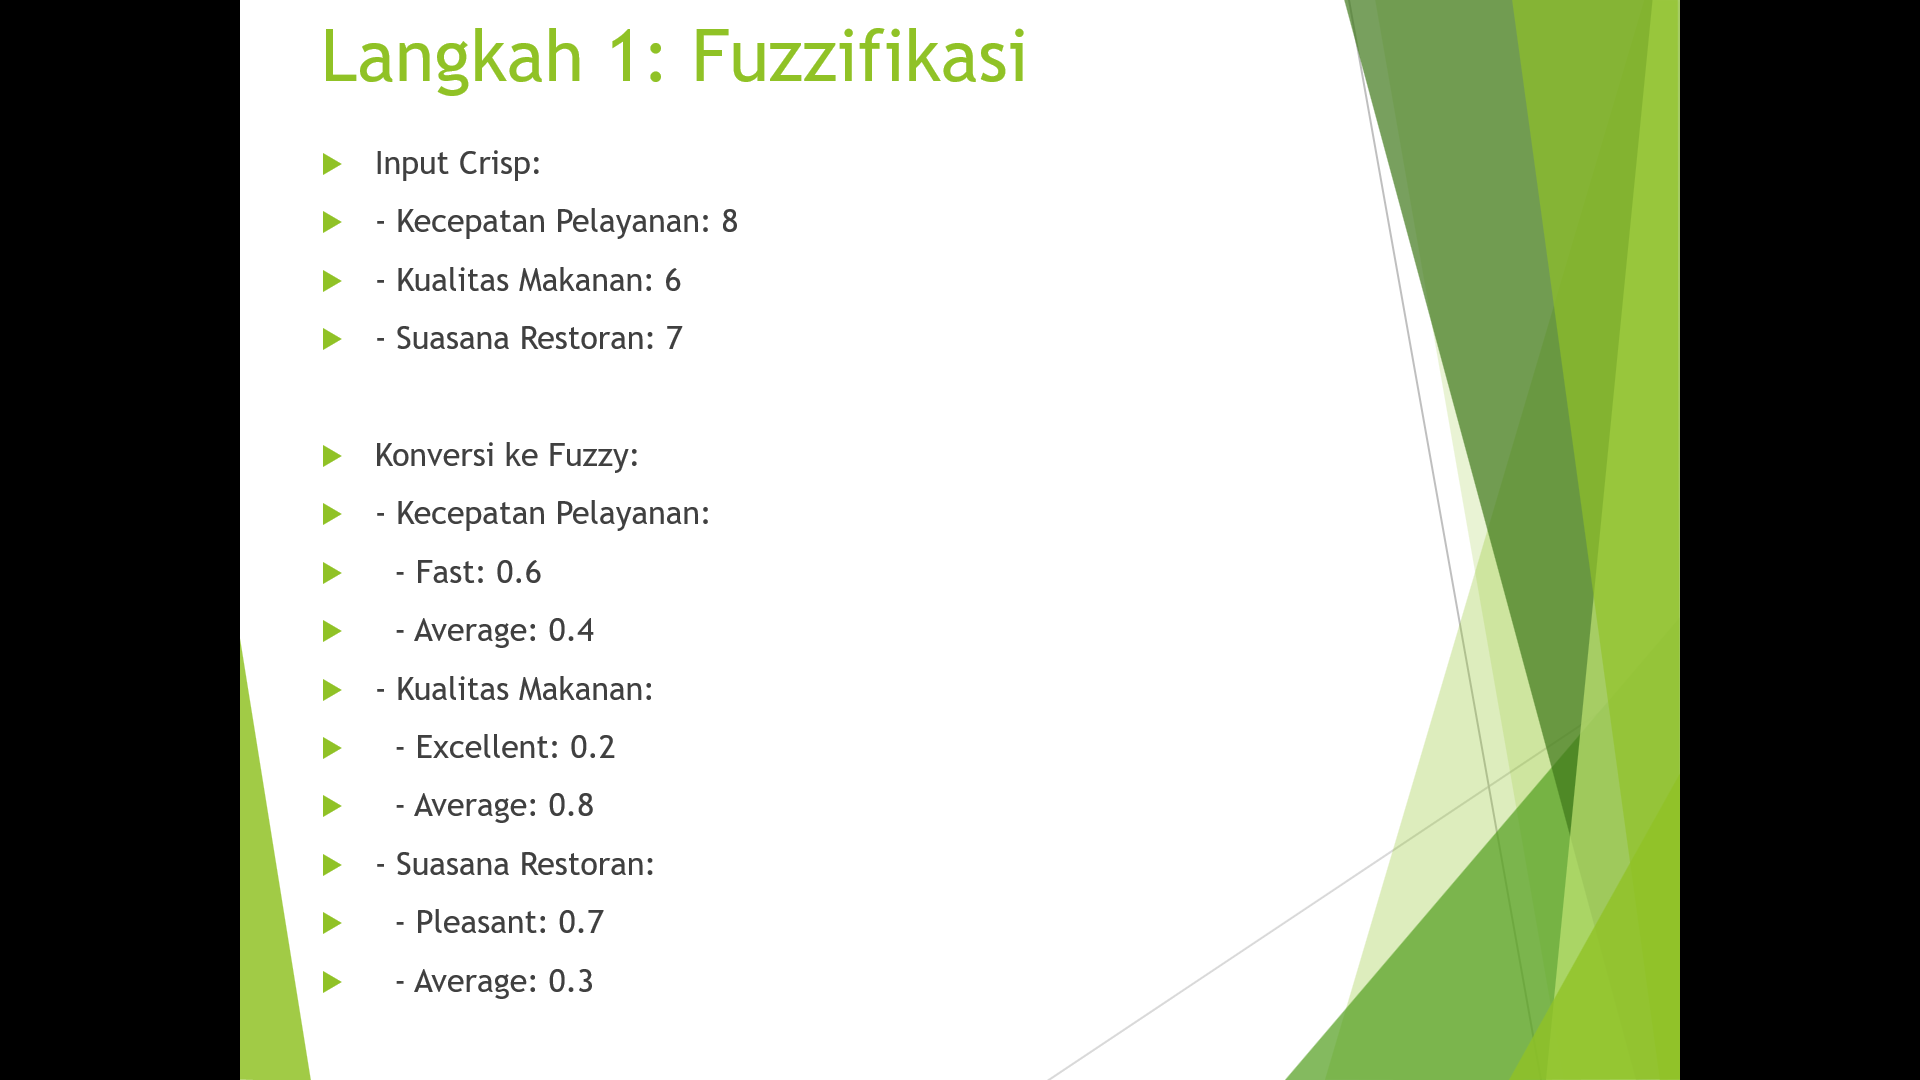 Langkah 1: Fuzzifikasi
Input Crisp:
- Kecepatan Pelayanan: 8
- Kualitas Makanan: 6
- Suasana Restoran: 7
Konversi ke Fuzzy:
- Kecepatan Pelayanan:
- Fast: 0.6
- Average: 0.4
- Kualitas Makanan:
- Excellent: 0.2
- Average: 0.8
- Suasana Restoran:
- Pleasant: 0.7
- Average: 0.3